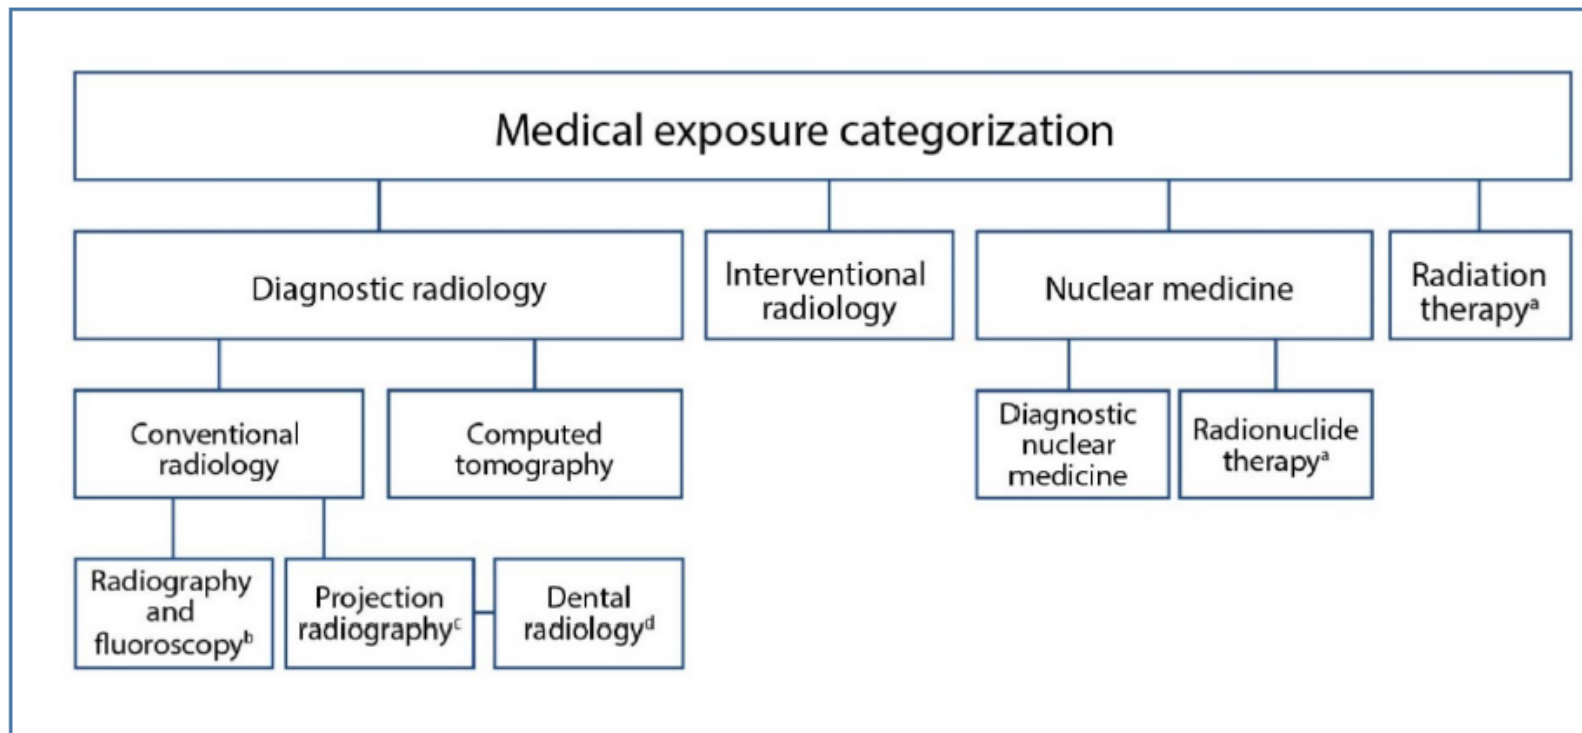 Medical exposure categorization
Diagnostic radiology
Interventional
radiology
Nuclear medicine
Radiation
therapyᵃ
Conventional
radiology
Computed
tomography
Diagnostic
nuclear
medicine
Radionuclide
therapyᵃ
Radiography
and
fluoroscopyᵇ
Projection
radiographyᶜ
Dental
radiologyᵈ